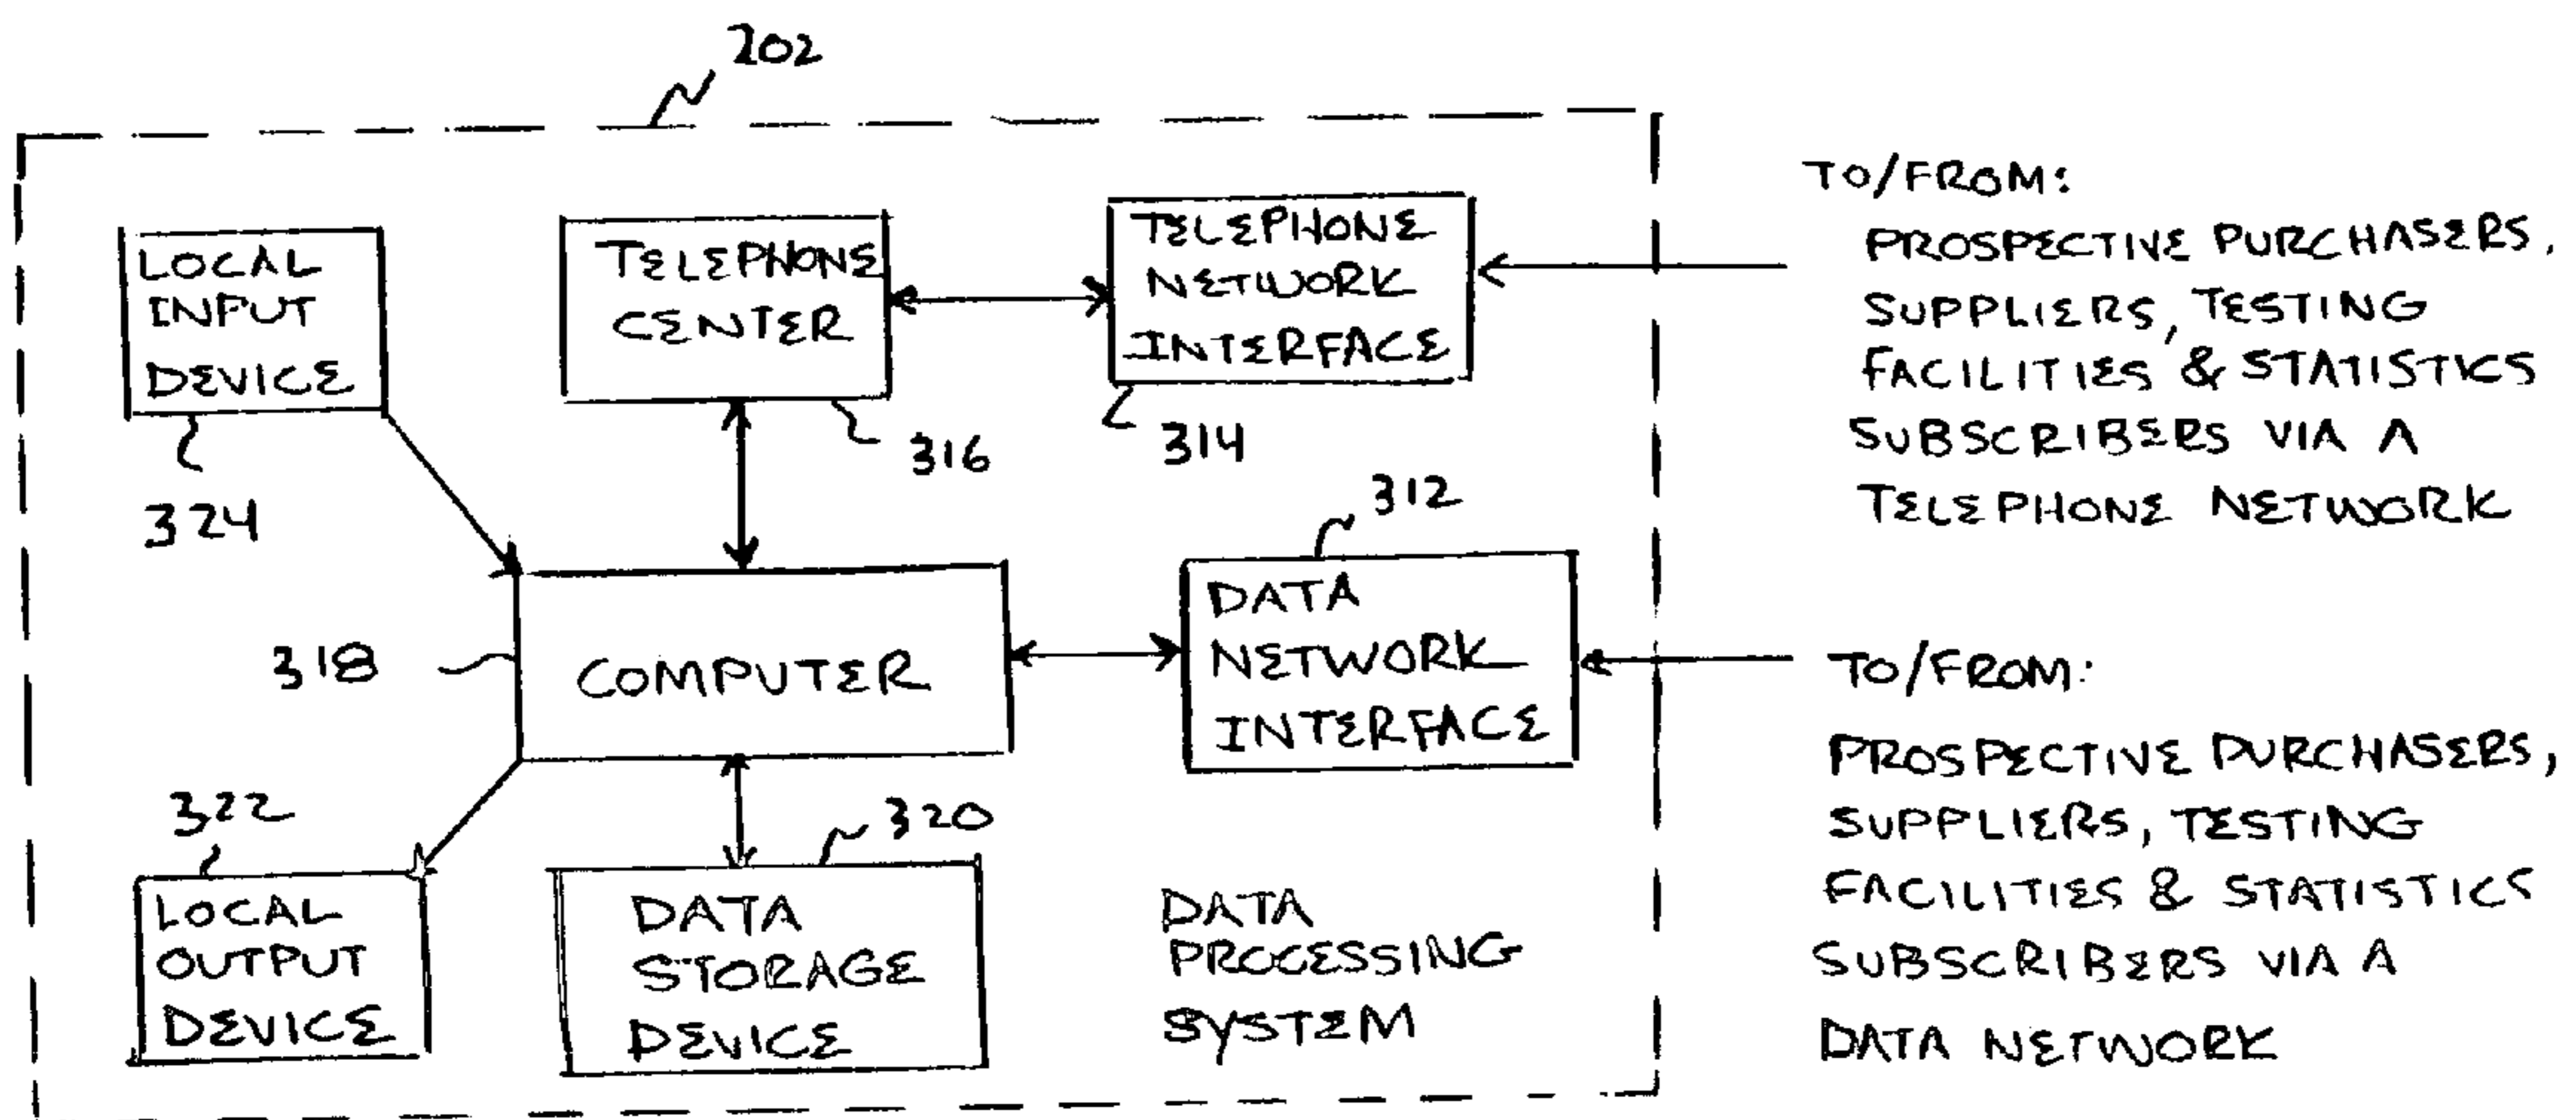 202
LOCAL
INPUT
DEVICE
324
TELEPHONE
CENTER
316
TELEPHONE
NETWORK
INTERFACE
314
TO/FROM:
PROSPECTIVE PURCHASERS,
SUPPLIERS, TESTING
FACILITIES & STATISTICS
SUBSCRIBERS VIA A
TELEPHONE NETWORK
318
COMPUTER
312
DATA
NETWORK
INTERFACE
TO/FROM:
PROSPECTIVE PURCHASERS,
SUPPLIERS, TESTING
FACILITIES & STATISTICS
SUBSCRIBERS VIA A
DATA NETWORK
322
LOCAL
OUTPUT
DEVICE
320
DATA
STORAGE
DEVICE
DATA
PROCESSING
SYSTEM